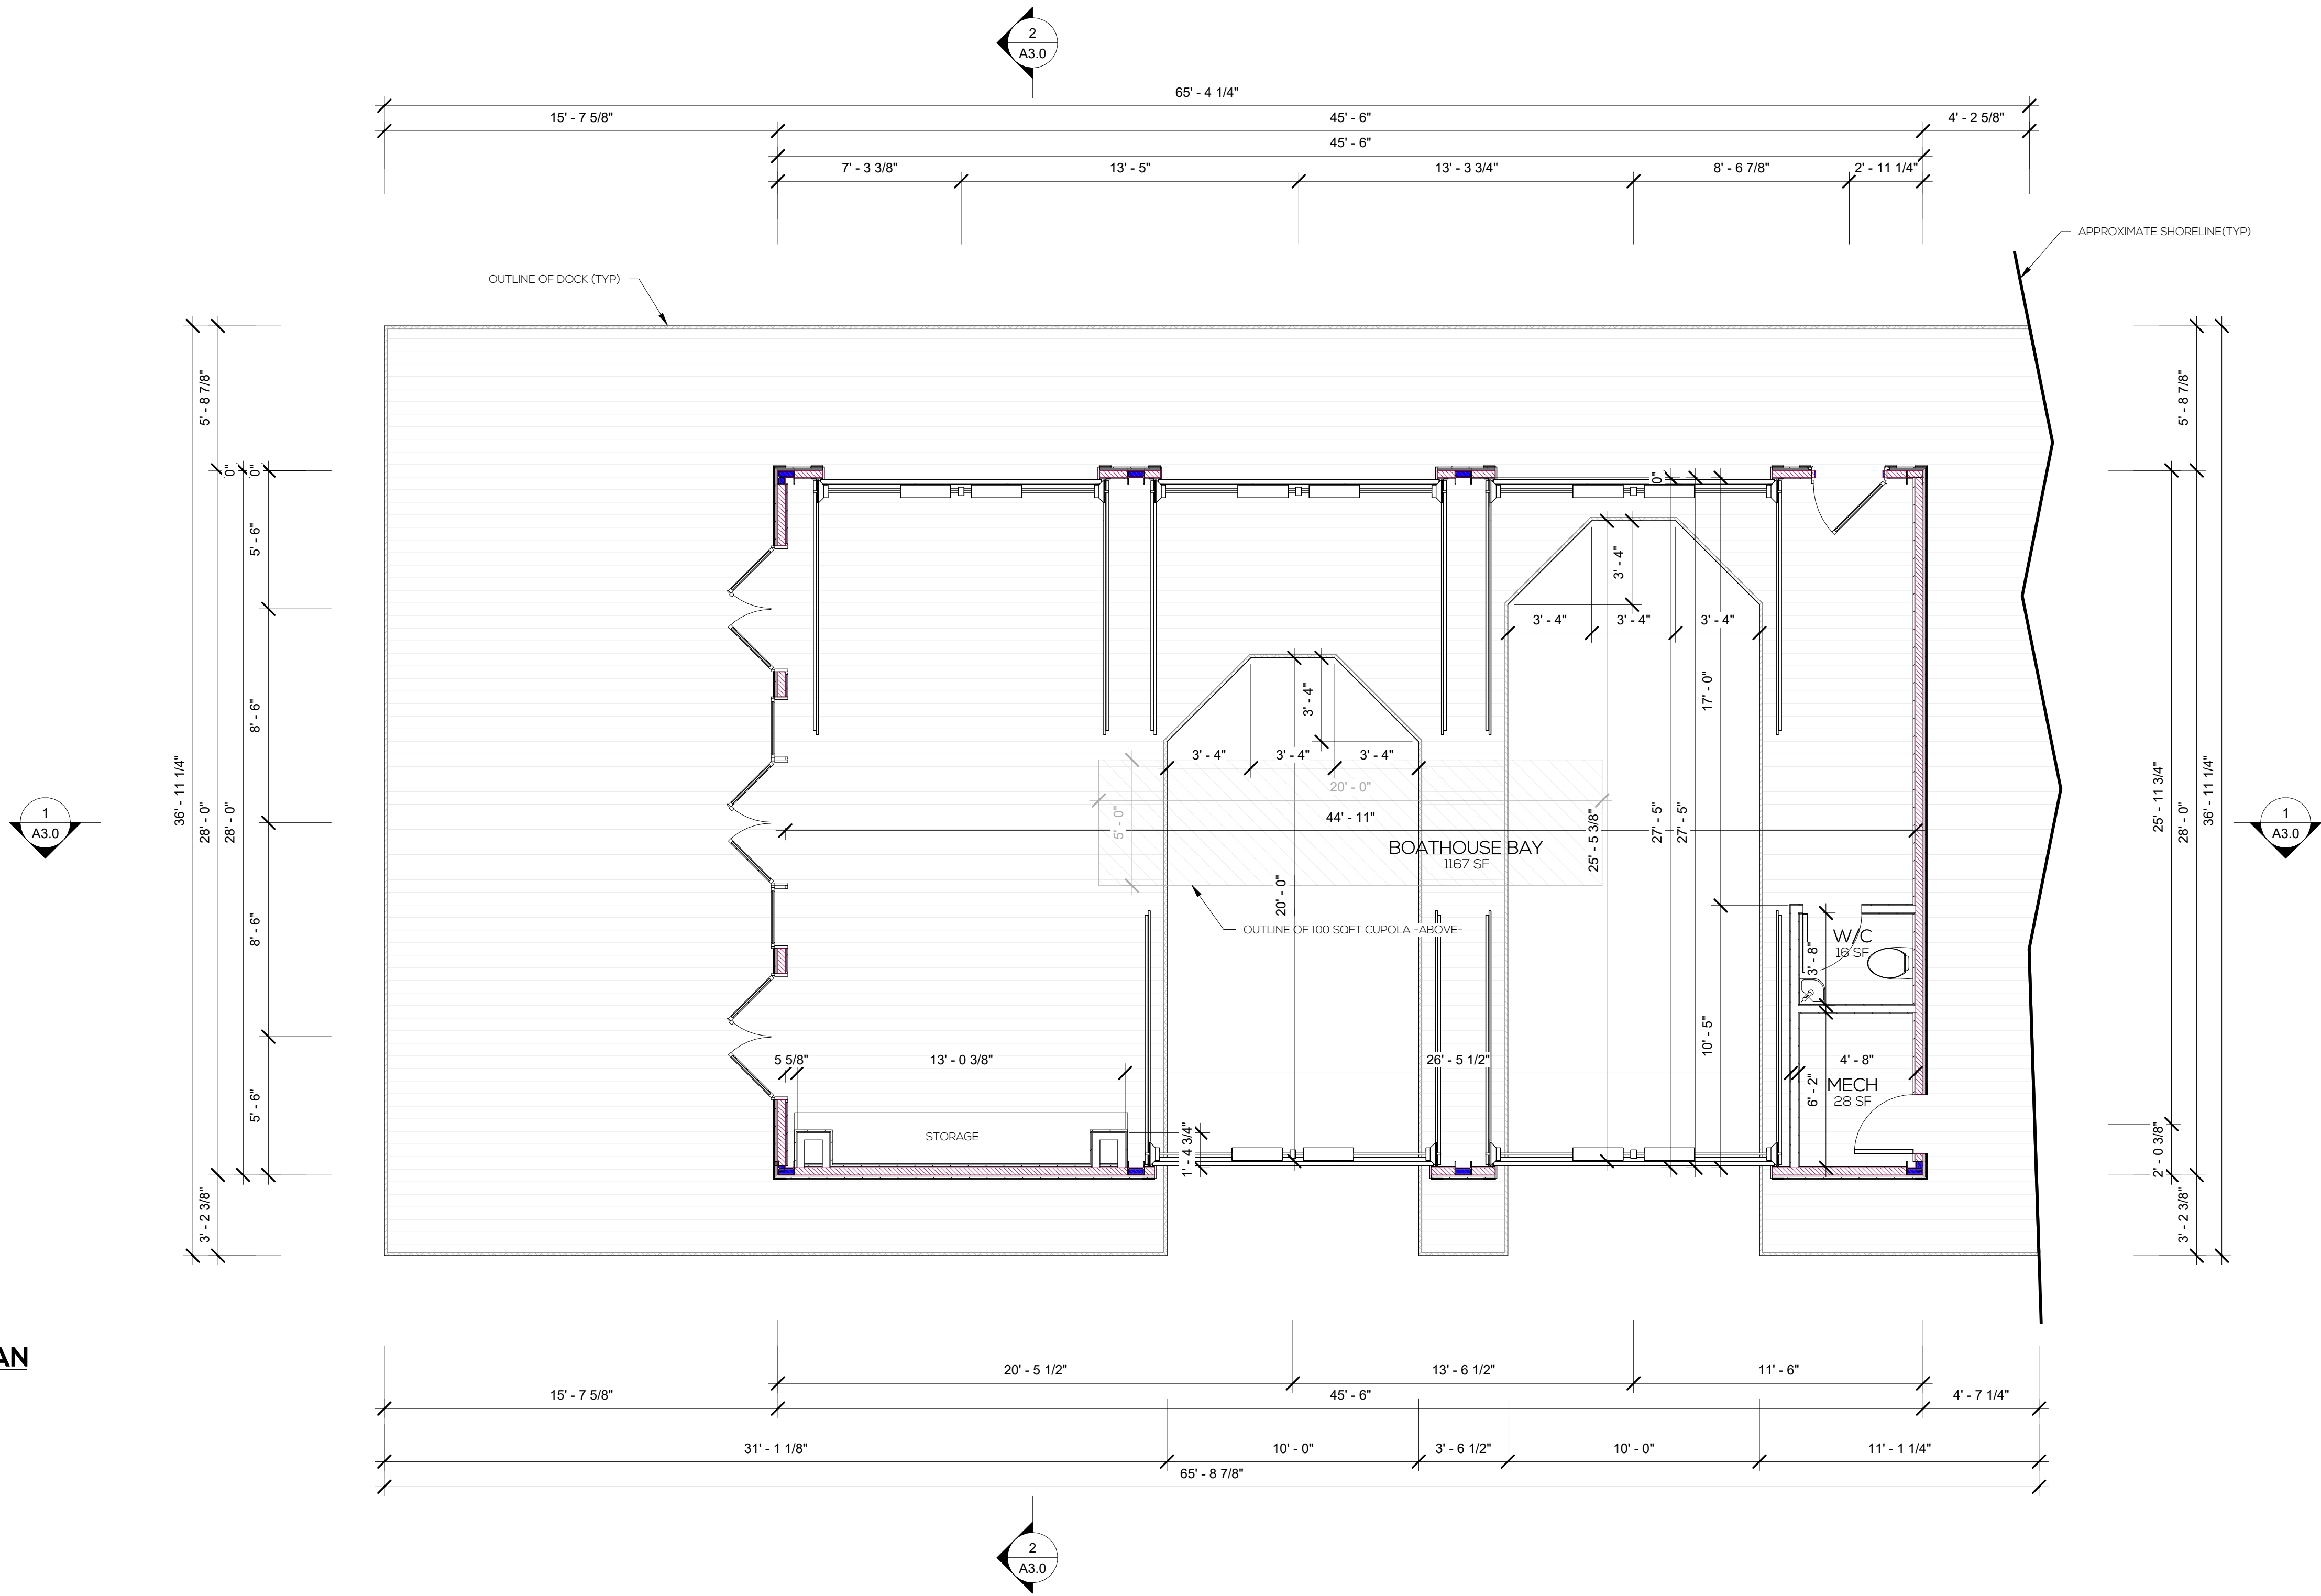 2
A3.0
65' - 4 1/4"
15' - 7 5/8"
45' - 6"
4' - 2 5/8"
45' - 6"
7' - 3 3/8"
13' - 5"
13' - 3 3/4"
8' - 6 7/8"
2' - 11 1/4"
APPROXIMATE SHORELINE(TYP)
OUTLINE OF DOCK (TYP)
5' - 8 7/8"
0"
0"
5' - 6"
8' - 6"
36' - 11 1/4"
28' - 0"
28' - 0"
8' - 6"
5' - 6"
3' - 2 3/8"
1
A3.0
0"
3' - 4"
3' - 4"
3' - 4"
3' - 4"
17' - 0"
3' - 4"
3' - 4"
3' - 4"
3' - 4"
20' - 0"
5' - 0"
44' - 11"
25' - 5 3/8"
27' - 5"
27' - 5"
BOATHOUSE BAY
1167 SF
20' - 0"
OUTLINE OF 100 SQFT CUPOLA -ABOVE-
W/C
16 SF
3' - 8"
10' - 5"
5 5/8"
13' - 0 3/8"
26' - 5 1/2"
4' - 8"
MECH
28 SF
6' - 2"
STORAGE
1' - 4 3/4"
5' - 8 7/8"
25' - 11 3/4"
28' - 0"
36' - 11 1/4"
2' - 0 3/8"
3' - 2 3/8"
1
A3.0
AN
20' - 5 1/2"
13' - 6 1/2"
11' - 6"
15' - 7 5/8"
45' - 6"
4' - 7 1/4"
31' - 1 1/8"
10' - 0"
3' - 6 1/2"
10' - 0"
11' - 1 1/4"
65' - 8 7/8"
2
A3.0